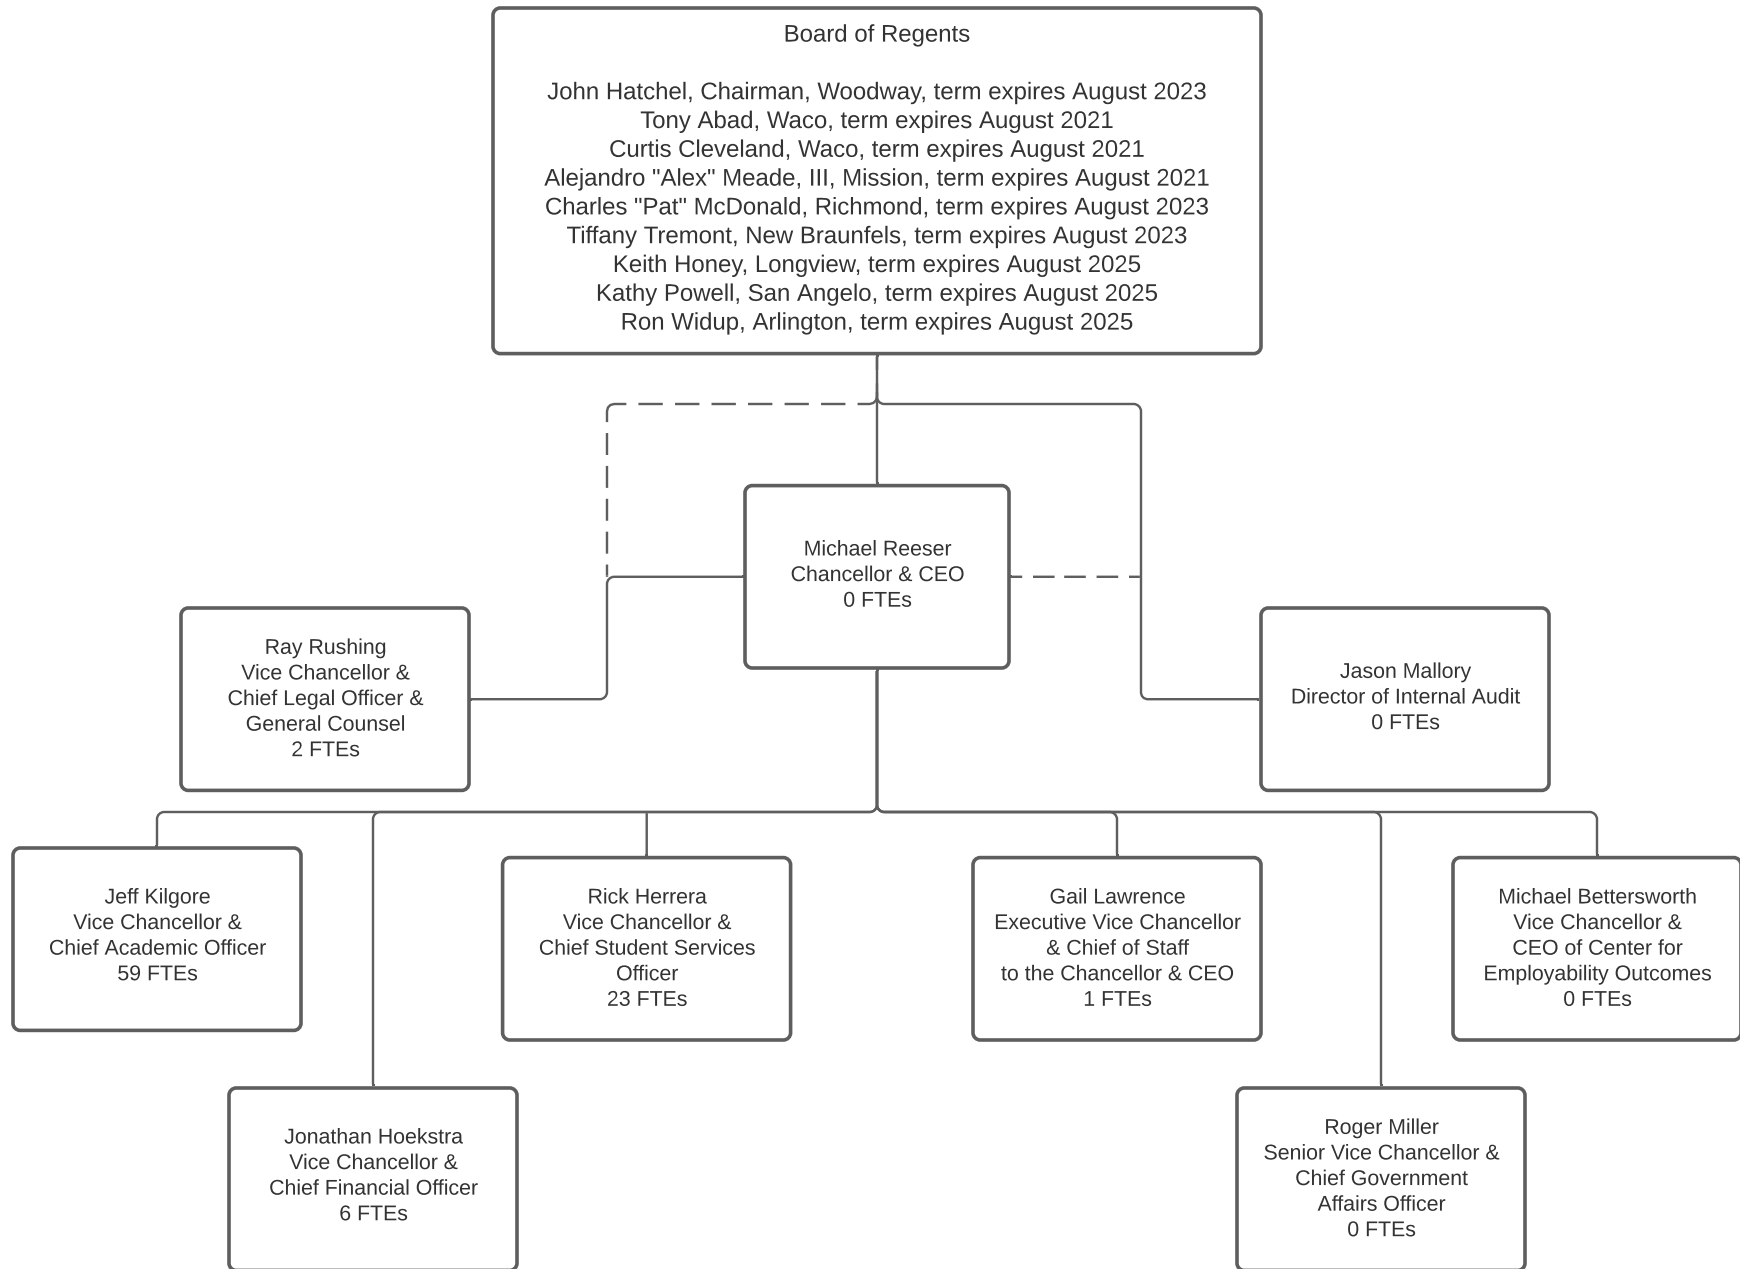 Board of Regents
John Hatchel, Chairman, Woodway, term expires August 2023
Tony Abad, Waco, term expires August 2021
Curtis Cleveland, Waco, term expires August 2021
Alejandro "Alex" Meade, III, Mission, term expires August 2021
Charles "Pat" McDonald, Richmond, term expires August 2023
Tiffany Tremont, New Braunfels, term expires August 2023
Keith Honey, Longview, term expires August 2025
Kathy Powell, San Angelo, term expires August 2025
Ron Widup, Arlington, term expires August 2025
Michael Reeser
Chancellor & CEO
0 FTEs
Ray Rushing
Vice Chancellor &
Chief Legal Officer &
General Counsel
2 FTEs
Jason Mallory
Director of Internal Audit
0 FTEs
Jeff Kilgore
Vice Chancellor &
Chief Academic Officer
59 FTEs
Rick Herrera
Vice Chancellor &
Chief Student Services
Officer
23 FTEs
Gail Lawrence
Executive Vice Chancellor
& Chief of Staff
to the Chancellor & CEO
1 FTEs
Michael Bettersworth
Vice Chancellor &
CEO of Center for
Employability Outcomes
0 FTEs
Jonathan Hoekstra
Vice Chancellor &
Chief Financial Officer
6 FTEs
Roger Miller
Senior Vice Chancellor &
Chief Government
Affairs Officer
0 FTEs